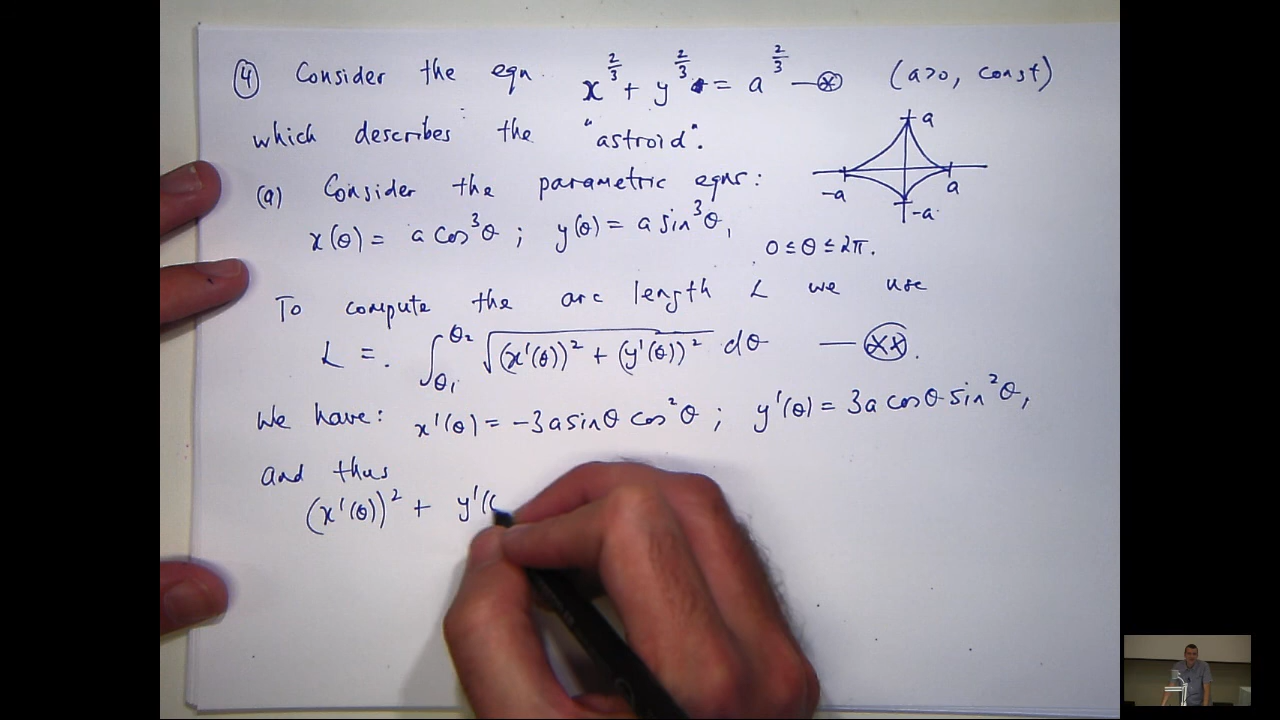 ④ Consider the eqn. x^{2/3} + y^{2/3} = a^{2/3} —⊛ (a>0, const)
which describes the "astroid".
a
-a
a
-a
(a) Consider the parametric eqns:
x(θ) = a cos³θ ; y(θ) = a sin³θ,
0 ≤ θ ≤ 2π.
To compute the arc length L we use
L = ∫_{θ₁}^{θ₂} √((x'(θ))² + (y'(θ))²) dθ —(**).
We have: x'(θ) = -3a sinθ cos²θ ; y'(θ) = 3a cosθ sin²θ,
and thus
(x'(θ))² + y'(